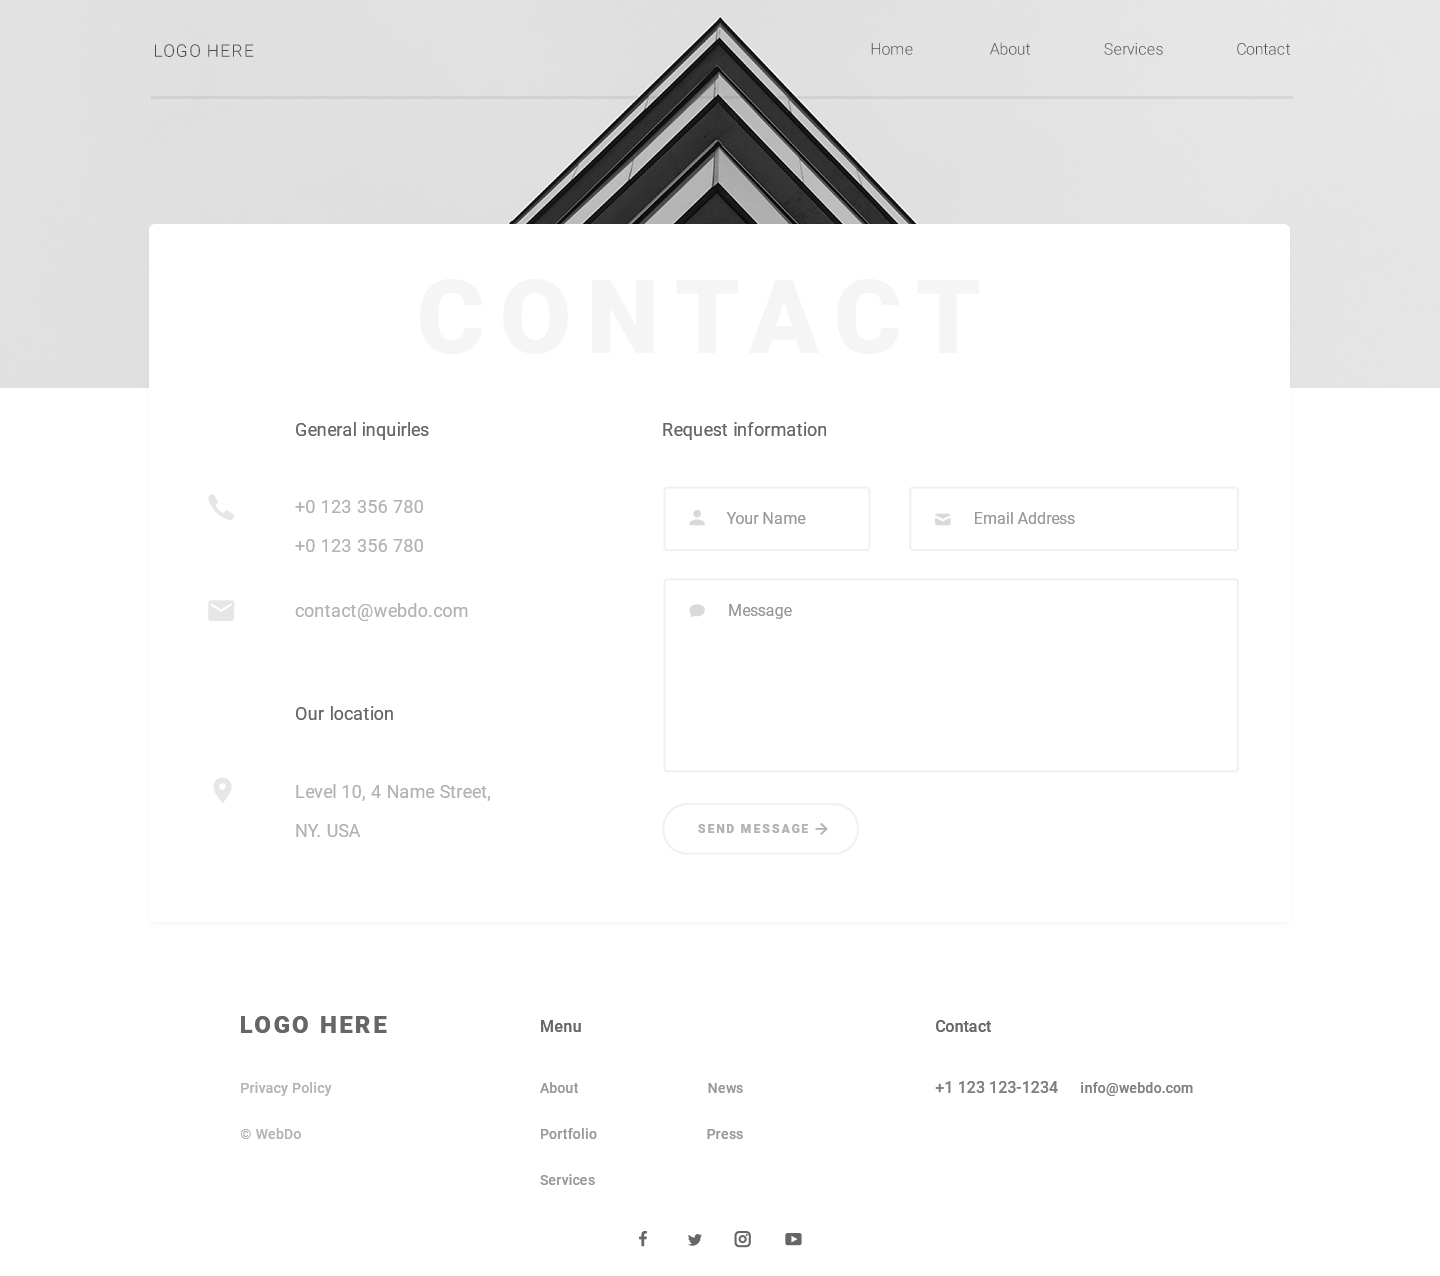 LOGO HERE
Home
About
Services
Contact
CONTACT
General inquirles
Request information
+0 123 356 780
+0 123 356 780
contact@webdo.com
Your Name
Email Address
Message
Our location
Level 10, 4 Name Street,
NY. USA
SEND MESSAGE
LOGO HERE
Privacy Policy
© WebDo
Menu
About
News
Portfolio
Press
Services
Contact
+1 123 123-1234
info@webdo.com